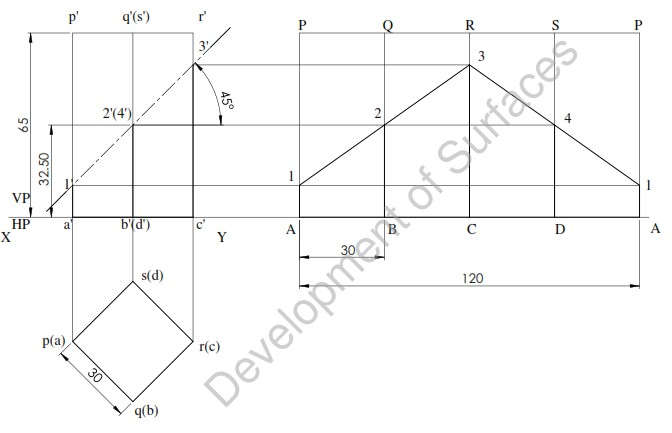 p' q'(s') r' P Q R S P
3' 3
45°
65
2'(4') 2 4
32.50
1' 1 1
VP
HP
X a' b'(d') c' Y A B C D A
30
120
s(d)
p(a) r(c)
30
q(b)
Development of Surfaces